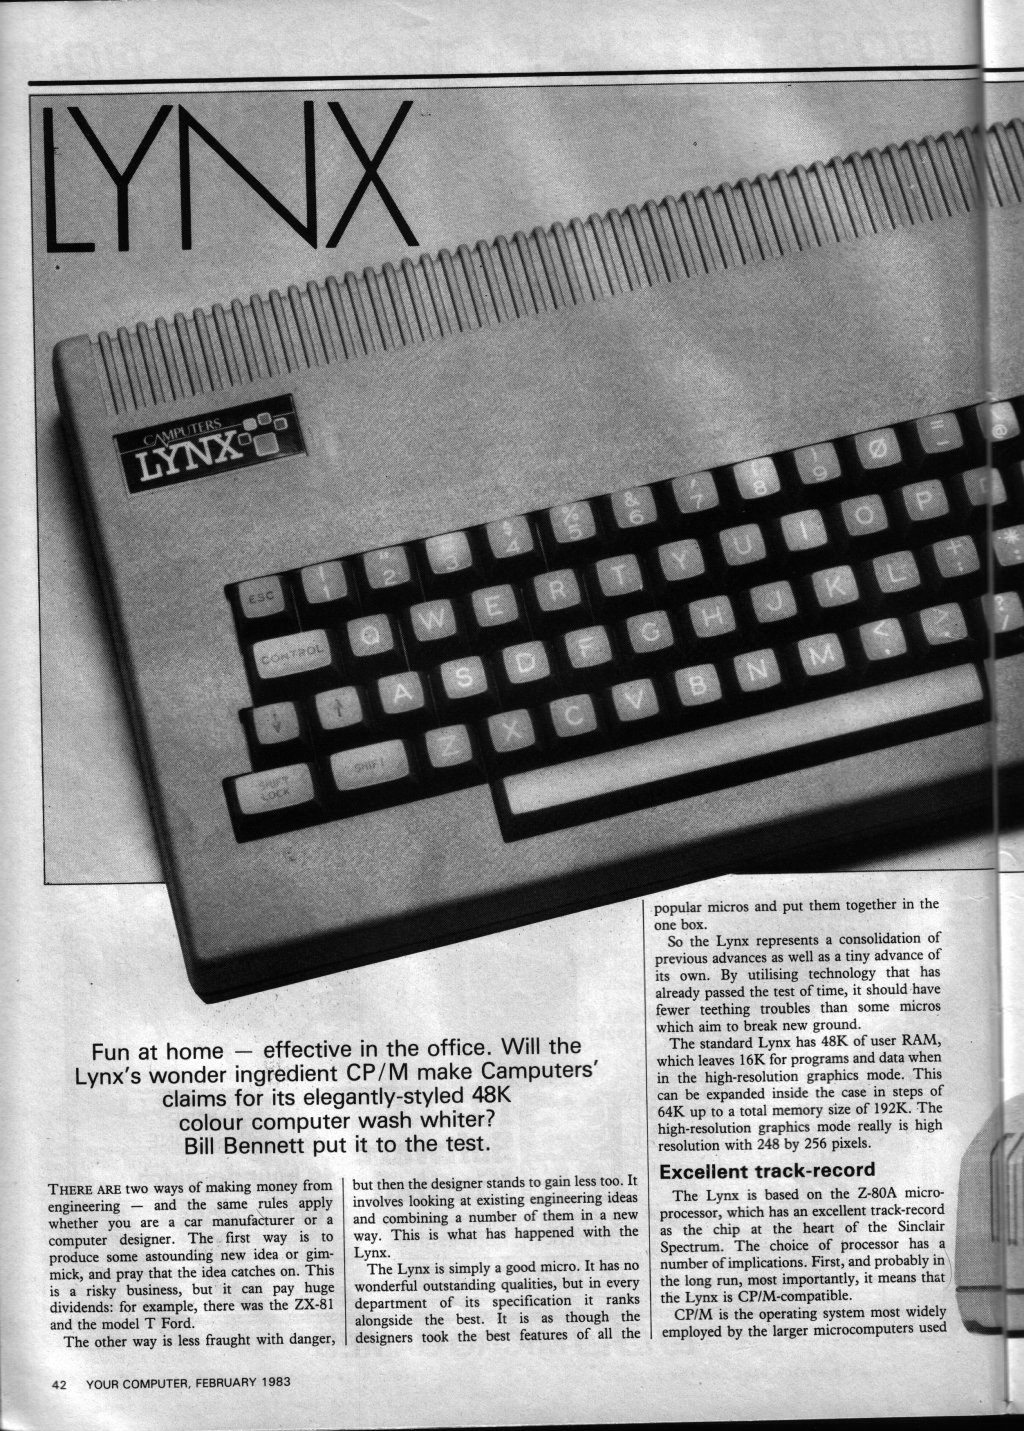 LYNX
CAMPUTERS
LYNX
ESC
!
1
"
2
3
$
4
%
5
&
6
'
7
(
8
)
9
Ø
=
-
@
CONTROL
Q
W
E
R
T
Y
U
I
O
P
A
S
D
F
G
H
J
K
L
+
;
*
:
SHIFT
LOCK
SHIFT
Z
X
C
V
B
N
M
<
,
>
.
?
/
Fun at home — effective in the office. Will the
Lynx's wonder ingredient CP/M make Camputers'
claims for its elegantly-styled 48K
colour computer wash whiter?
Bill Bennett put it to the test.
THERE ARE two ways of making money from
engineering — and the same rules apply
whether you are a car manufacturer or a
computer designer. The first way is to
produce some astounding new idea or gim-
mick, and pray that the idea catches on. This
is a risky business, but it can pay huge
dividends: for example, there was the ZX-81
and the model T Ford.
The other way is less fraught with danger,
but then the designer stands to gain less too. It
involves looking at existing engineering ideas
and combining a number of them in a new
way. This is what has happened with the
Lynx.
The Lynx is simply a good micro. It has no
wonderful outstanding qualities, but in every
department of its specification it ranks
alongside the best. It is as though the
designers took the best features of all the
popular micros and put them together in the
one box.
So the Lynx represents a consolidation of
previous advances as well as a tiny advance of
its own. By utilising technology that has
already passed the test of time, it should have
fewer teething troubles than some micros
which aim to break new ground.
The standard Lynx has 48K of user RAM,
which leaves 16K for programs and data when
in the high-resolution graphics mode. This
can be expanded inside the case in steps of
64K up to a total memory size of 192K. The
high-resolution graphics mode really is high
resolution with 248 by 256 pixels.
Excellent track-record
The Lynx is based on the Z-80A micro-
processor, which has an excellent track-record
as the chip at the heart of the Sinclair
Spectrum. The choice of processor has a
number of implications. First, and probably in
the long run, most importantly, it means that
the Lynx is CP/M-compatible.
CP/M is the operating system most widely
employed by the larger microcomputers used
42 YOUR COMPUTER, FEBRUARY 1983